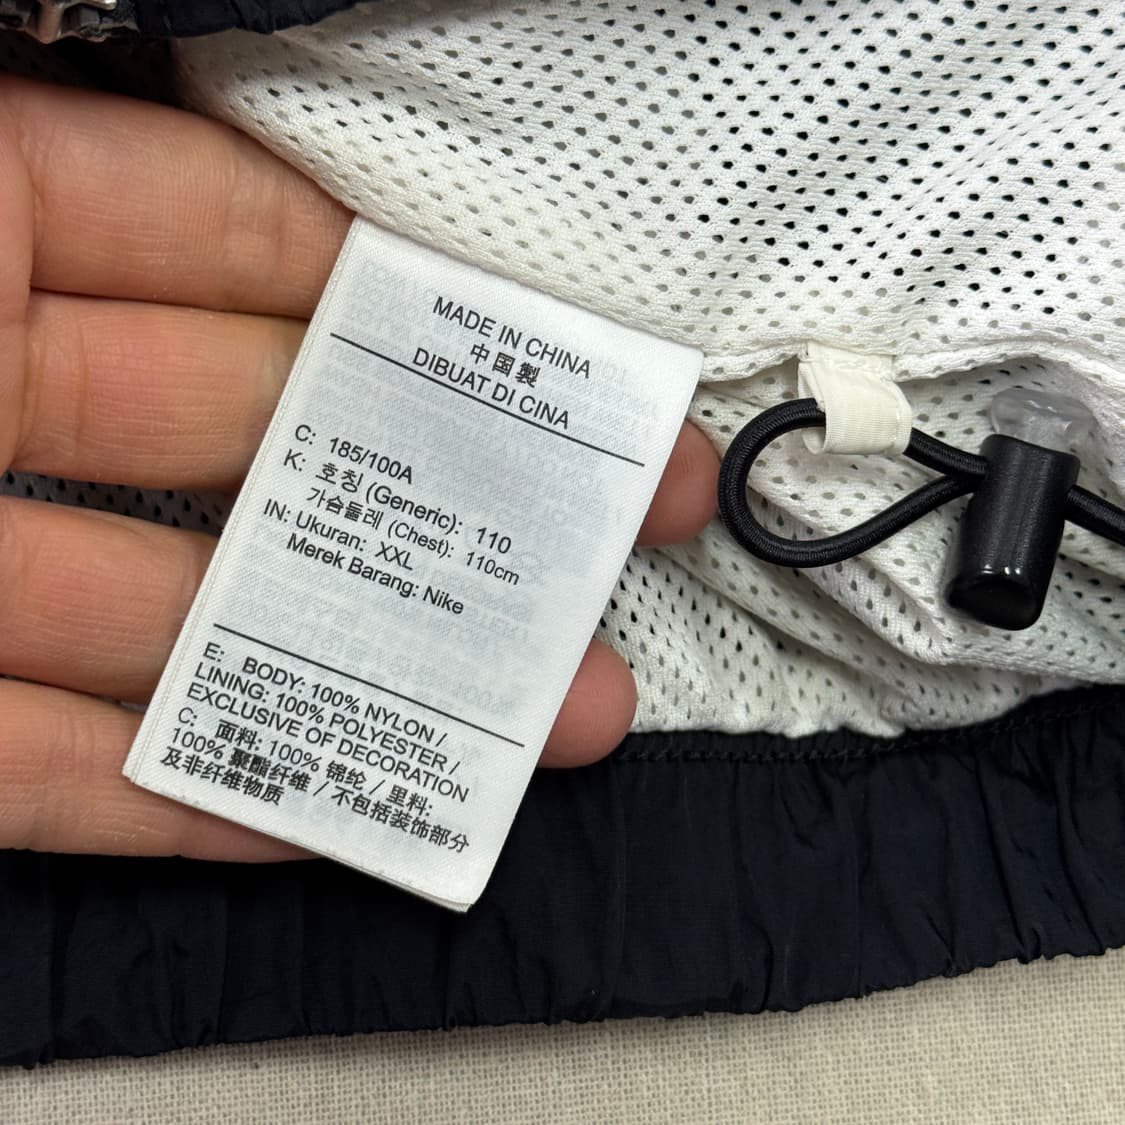 MADE IN CHINA
中国製
DIBUAT DI CINA
C: 185/100A
K: 호칭 (Generic): 110
가슴둘레 (Chest): 110cm
IN: Ukuran: XXL
Merek Barang: Nike
E: BODY: 100% NYLON /
LINING: 100% POLYESTER /
EXCLUSIVE OF DECORATION
C: 面料: 100% 锦纶 / 里料:
100% 聚酯纤维 / 不包括装饰部分
及非纤维物质